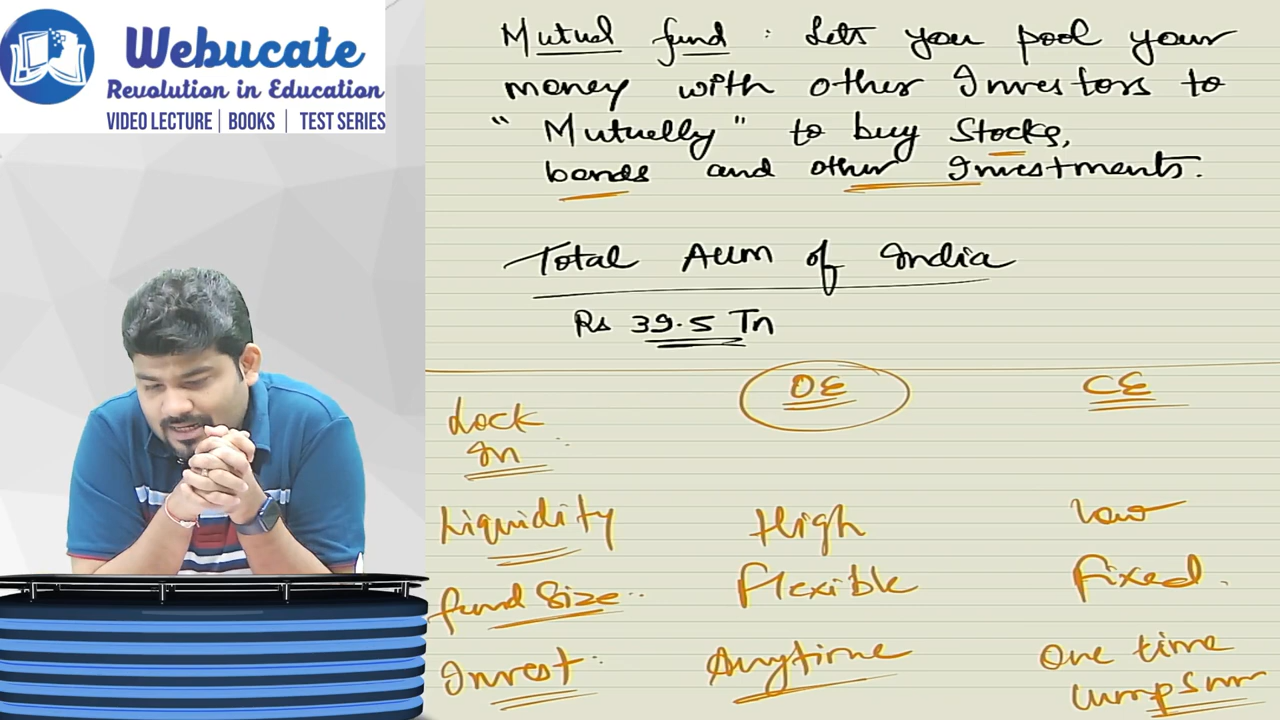 Webucate
Revolution in Education
VIDEO LECTURE | BOOKS | TEST SERIES
Mutual fund : Lets you pool your
money with other Investors to
"Mutually" to buy Stocks,
bonds and other Investments.
Total AUM of India
Rs 39.5 Tn
OE CE
Lock
In
Liquidity High Low
Fund Size Flexible Fixed.
Invest Anytime One time
Lumpsum